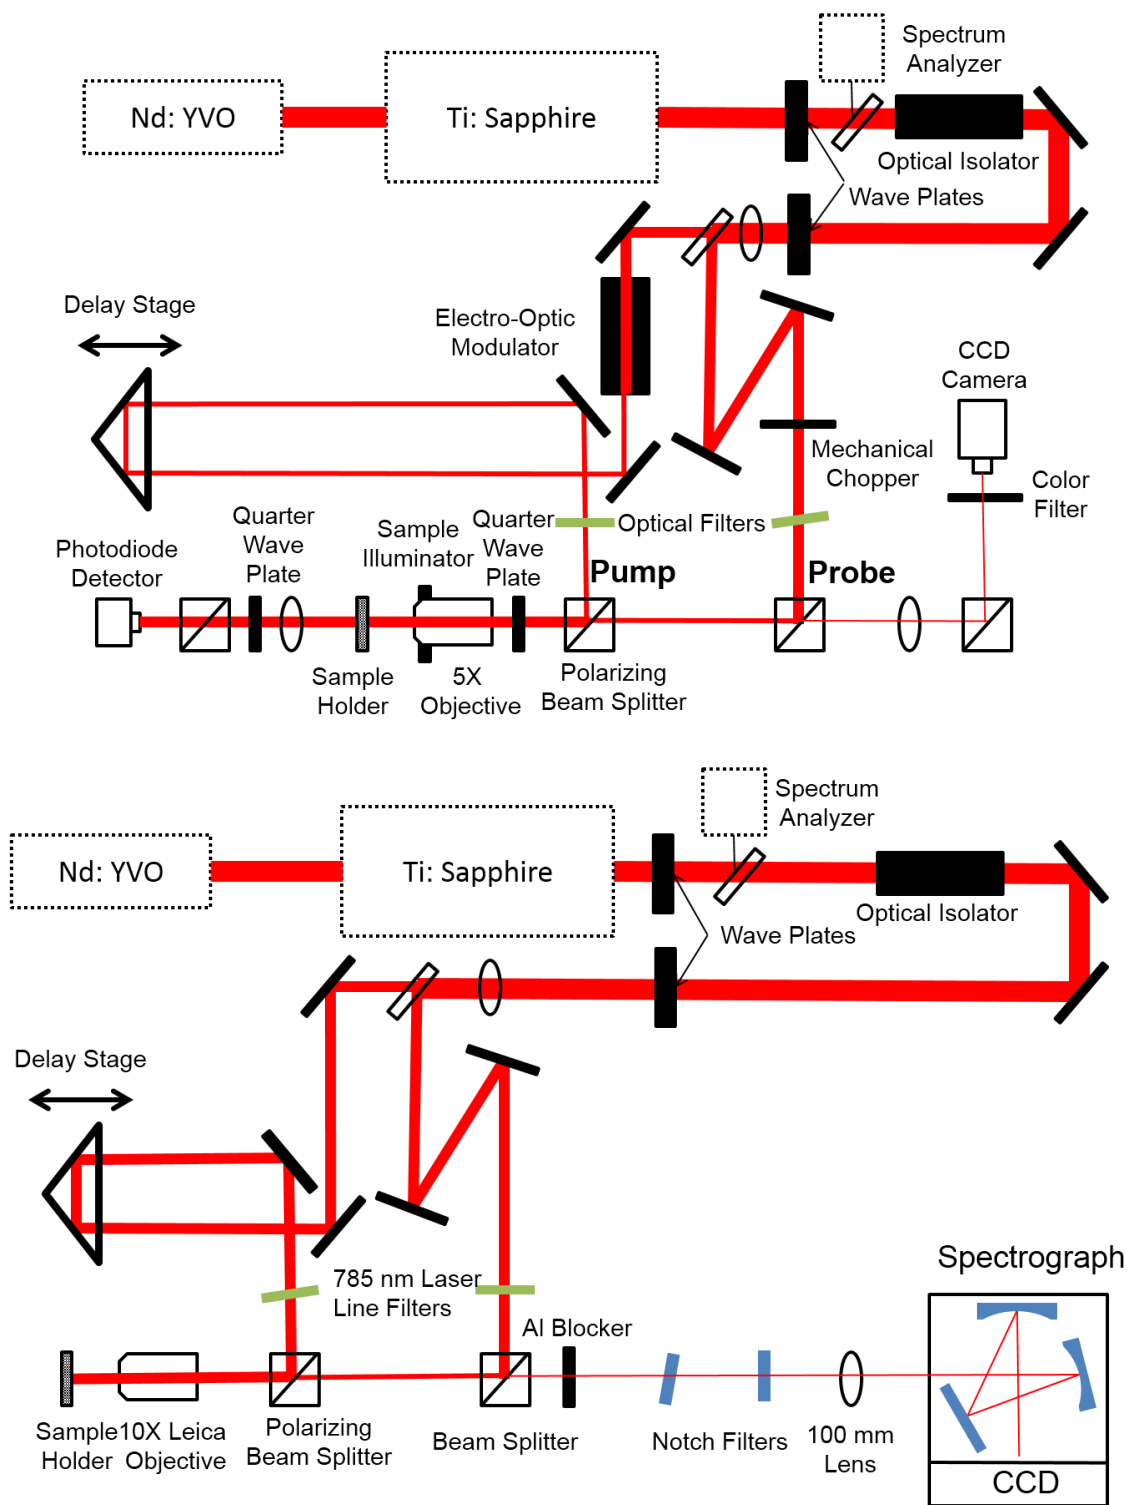 Spectrum
Analyzer
Nd: YVO
Ti: Sapphire
Optical Isolator
Wave Plates
Delay Stage
Electro-Optic
Modulator
CCD
Camera
Mechanical
Chopper
Color
Filter
Quarter
Wave
Plate
Sample
Illuminator
Quarter
Wave
Plate
Optical Filters
Photodiode
Detector
Pump
Probe
Sample
Holder
5X
Objective
Polarizing
Beam Splitter
Spectrum
Analyzer
Nd: YVO
Ti: Sapphire
Optical Isolator
Wave Plates
Delay Stage
785 nm Laser
Line Filters
Spectrograph
Al Blocker
Sample
Holder
10X Leica
Objective
Polarizing
Beam Splitter
Beam Splitter
Notch Filters
100 mm
Lens
CCD